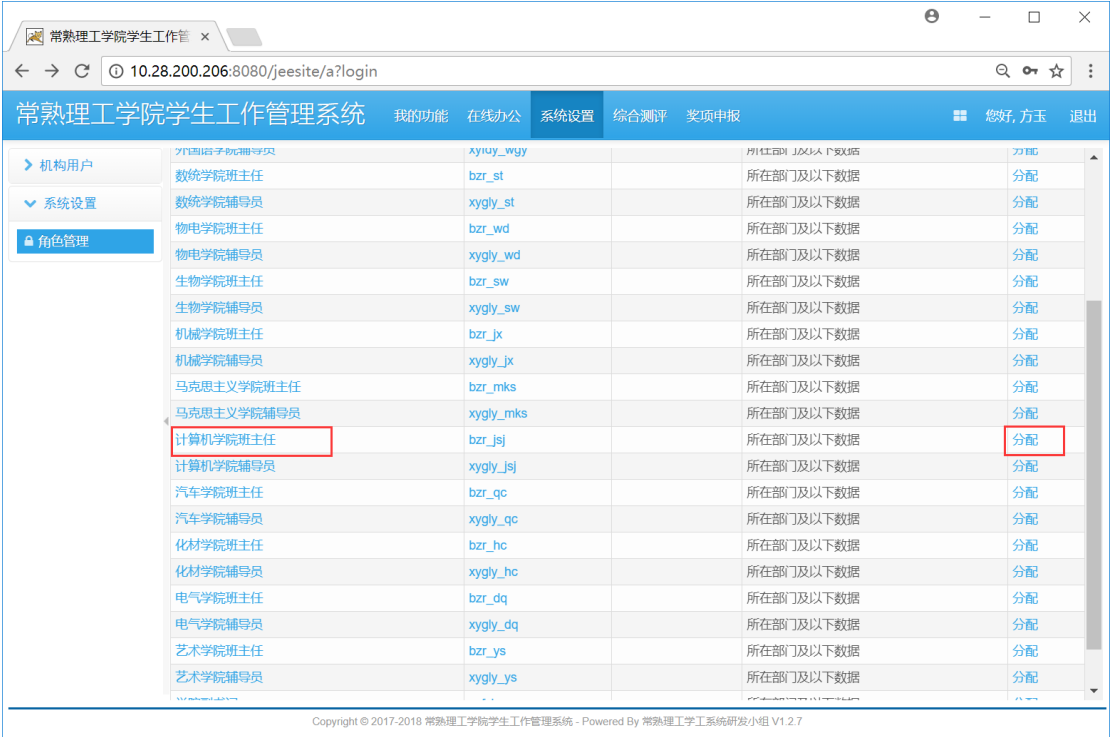 常熟理工学院学生工作管
10.28.200.206:8080/jeesite/a?login
常熟理工学院学生工作管理系统 我的功能 在线办公 系统设置 综合测评 奖项申报 您好, 方玉 退出
机构用户
系统设置
角色管理
外国语学院辅导员 xyfdy_wgy 所在部门及以下数据 分配
数统学院班主任 bzr_st 所在部门及以下数据 分配
数统学院辅导员 xygly_st 所在部门及以下数据 分配
物电学院班主任 bzr_wd 所在部门及以下数据 分配
物电学院辅导员 xygly_wd 所在部门及以下数据 分配
生物学院班主任 bzr_sw 所在部门及以下数据 分配
生物学院辅导员 xygly_sw 所在部门及以下数据 分配
机械学院班主任 bzr_jx 所在部门及以下数据 分配
机械学院辅导员 xygly_jx 所在部门及以下数据 分配
马克思主义学院班主任 bzr_mks 所在部门及以下数据 分配
马克思主义学院辅导员 xygly_mks 所在部门及以下数据 分配
计算机学院班主任 bzr_jsj 所在部门及以下数据 分配
计算机学院辅导员 xygly_jsj 所在部门及以下数据 分配
汽车学院班主任 bzr_qc 所在部门及以下数据 分配
汽车学院辅导员 xygly_qc 所在部门及以下数据 分配
化材学院班主任 bzr_hc 所在部门及以下数据 分配
化材学院辅导员 xygly_hc 所在部门及以下数据 分配
电气学院班主任 bzr_dq 所在部门及以下数据 分配
电气学院辅导员 xygly_dq 所在部门及以下数据 分配
艺术学院班主任 bzr_ys 所在部门及以下数据 分配
艺术学院辅导员 xygly_ys 所在部门及以下数据 分配
Copyright © 2017-2018 常熟理工学院学生工作管理系统 - Powered By 常熟理工学工系统研发小组 V1.2.7